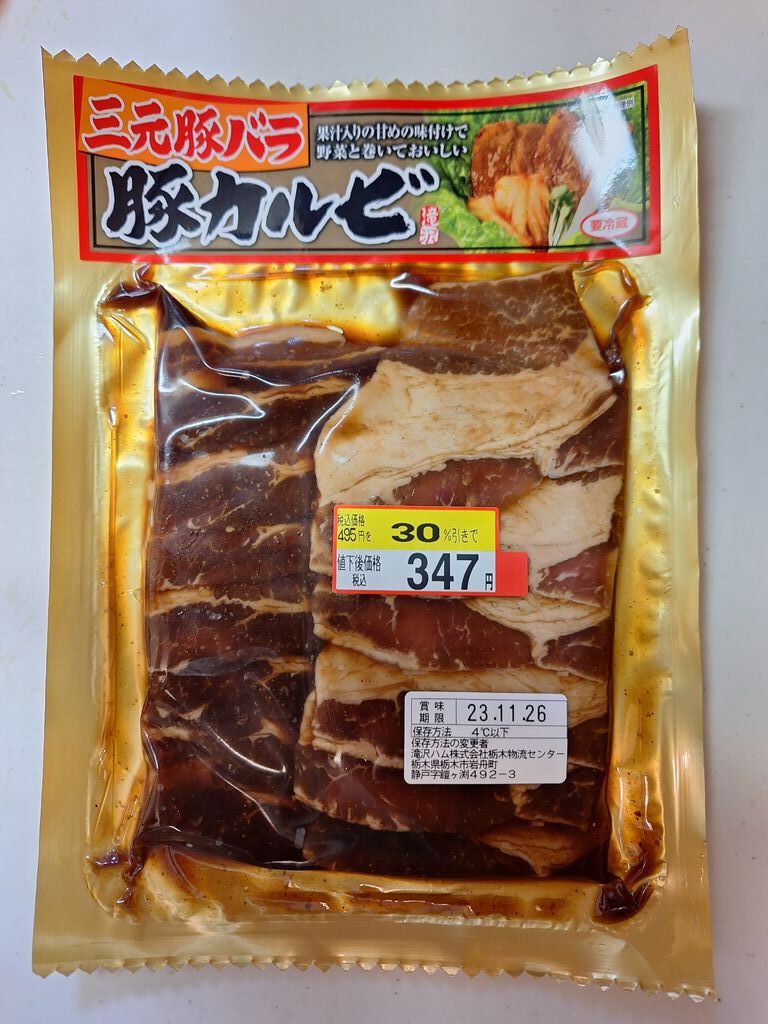 三元豚バラ
果汁入りの甘めの味付けで
野菜と巻いておいしい
豚カルビ
要冷蔵
税込価格
495円を 30%引きで
値下後価格
税込 347円
賞味期限 23.11.26
保存方法 4℃以下
保存方法の変更者
滝沢ハム株式会社栃木物流センター
栃木県栃木市岩舟町
静戸字鎧ヶ渕492-3